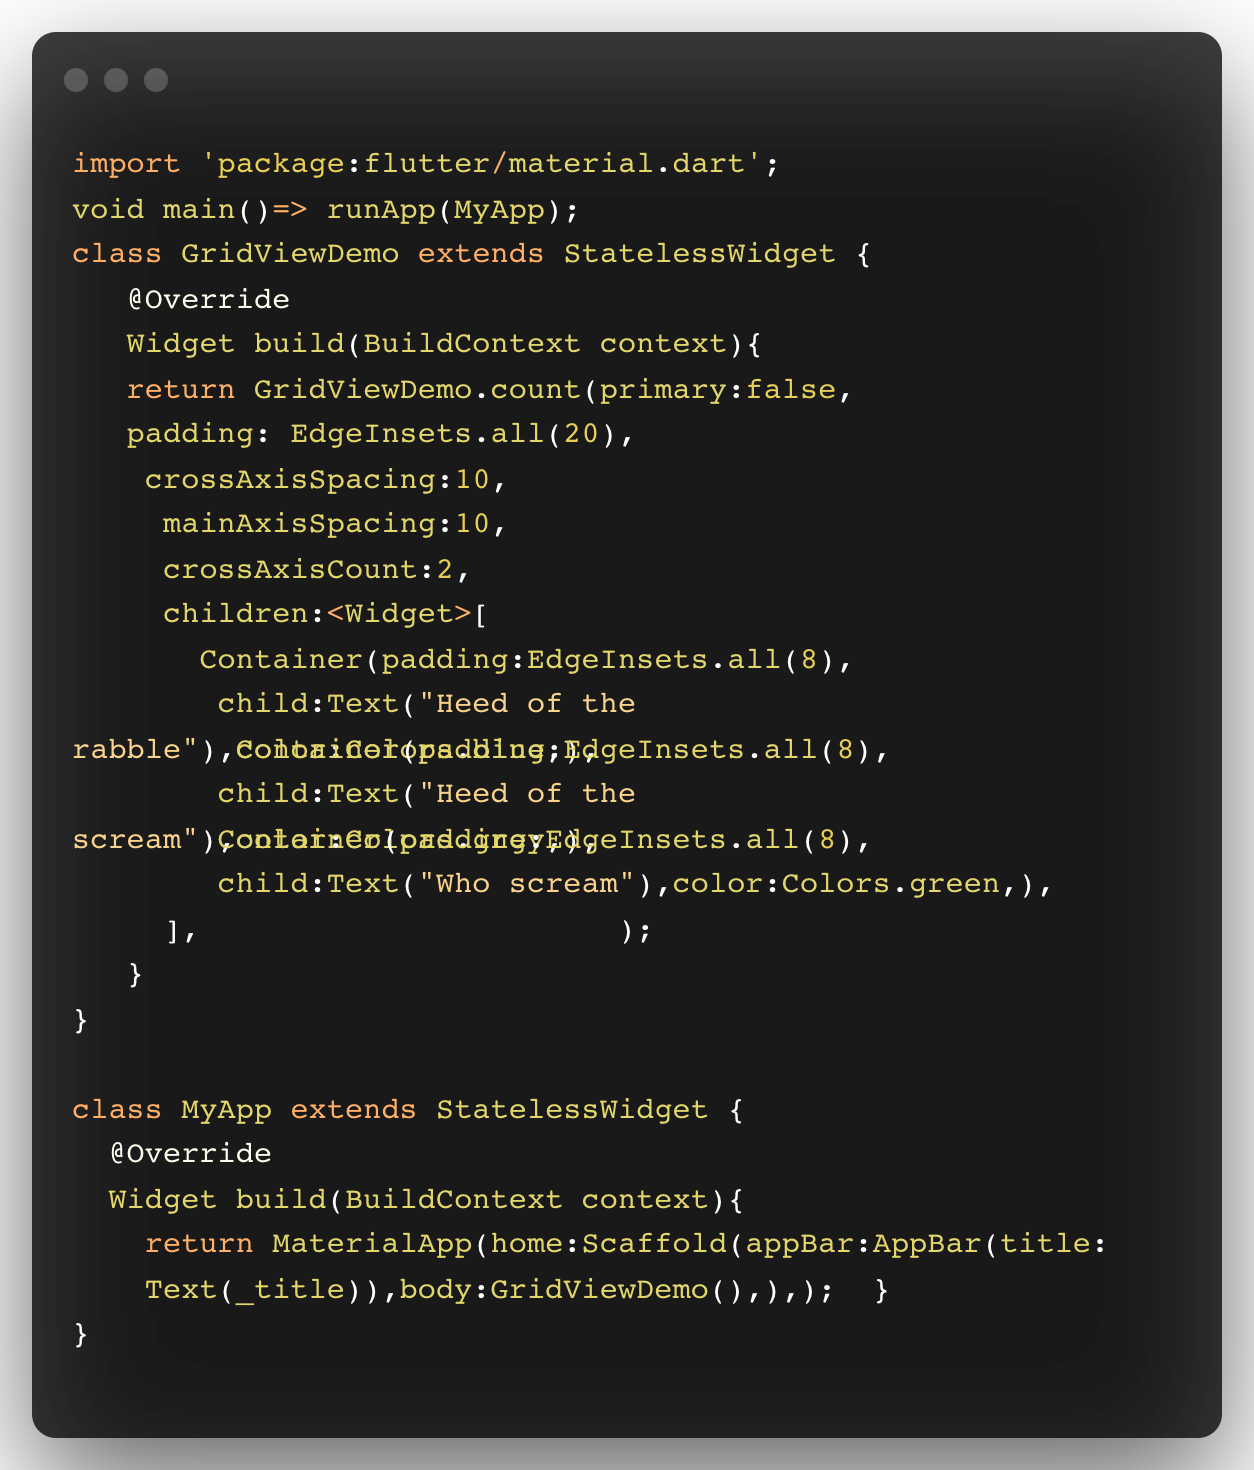 import 'package:flutter/material.dart';
void main()=> runApp(MyApp);
class GridViewDemo extends StatelessWidget {
@Override
Widget build(BuildContext context){
return GridViewDemo.count(primary:false,
padding: EdgeInsets.all(20),
crossAxisSpacing:10,
mainAxisSpacing:10,
crossAxisCount:2,
children:<Widget>[
Container(padding:EdgeInsets.all(8),
child:Text("Heed of the
rabble"),color:Colors.blue,),
Container(padding:EdgeInsets.all(8),
child:Text("Heed of the
scream"),color:Colors.grey,),
Container(padding:EdgeInsets.all(8),
child:Text("Who scream"),color:Colors.green,),
], );
}
}
class MyApp extends StatelessWidget {
@Override
Widget build(BuildContext context){
return MaterialApp(home:Scaffold(appBar:AppBar(title:
Text(_title)),body:GridViewDemo(),),); }
}